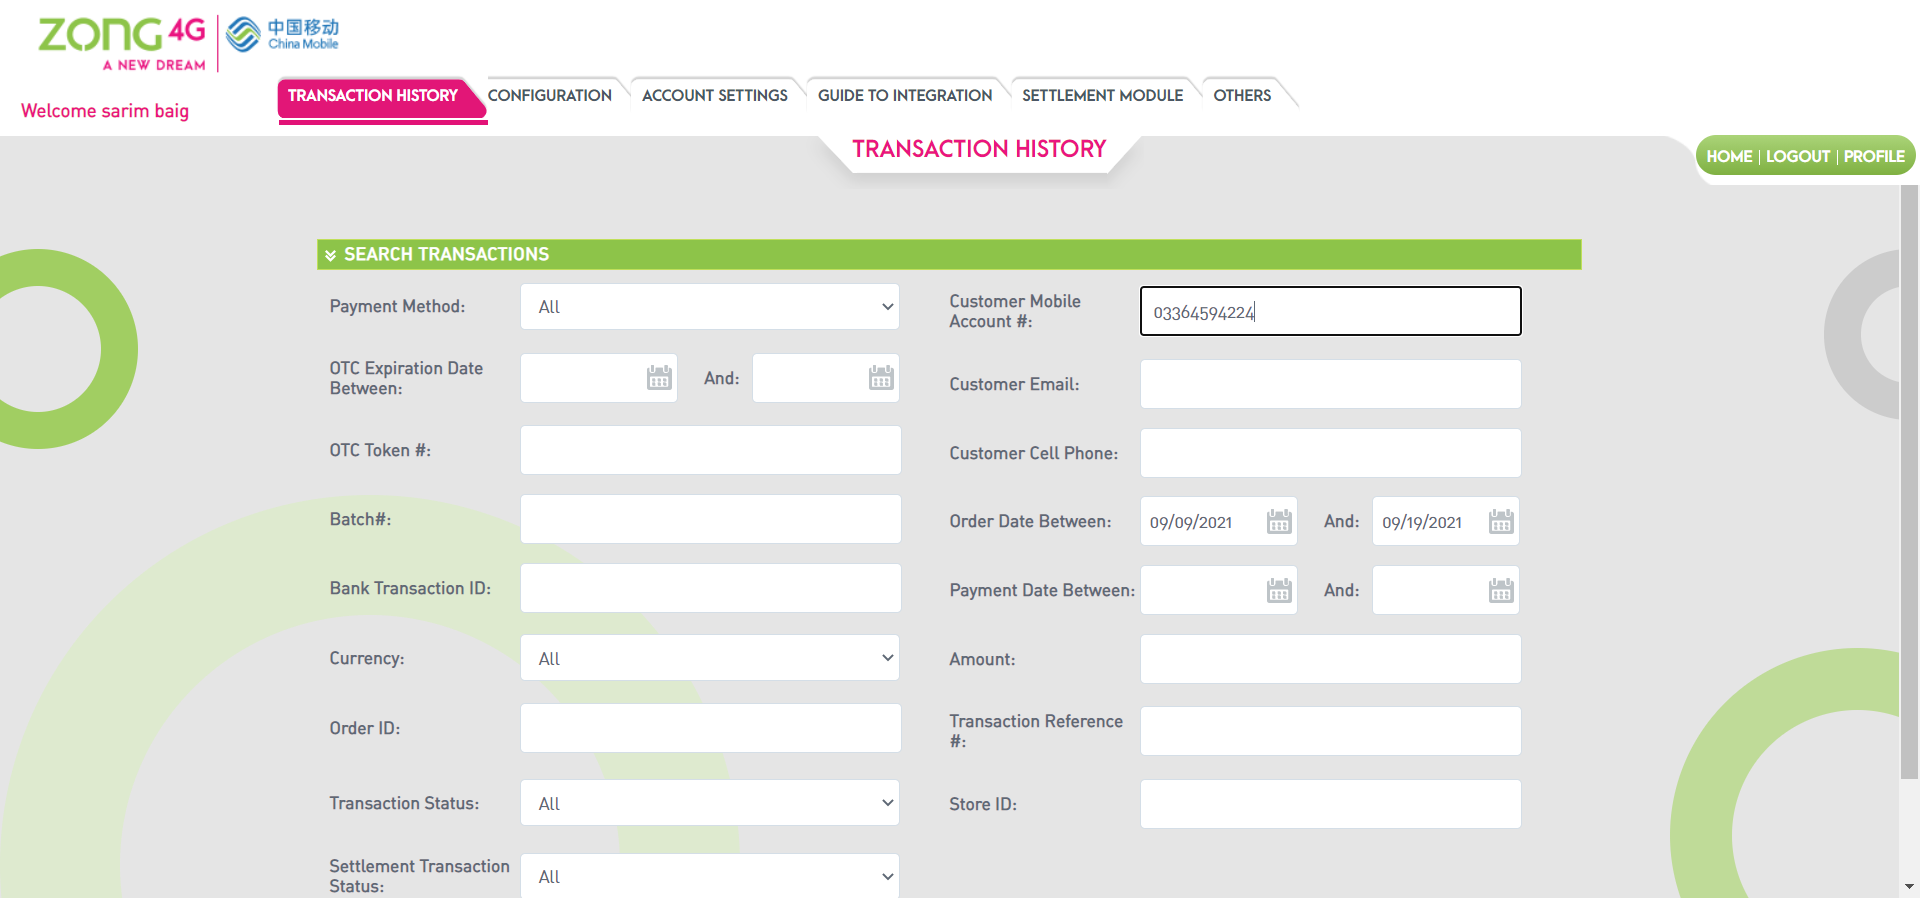 ZONG 4G
A NEW DREAM
中国移动
China Mobile
Welcome sarim baig
TRANSACTION HISTORY
CONFIGURATION
ACCOUNT SETTINGS
GUIDE TO INTEGRATION
SETTLEMENT MODULE
OTHERS
TRANSACTION HISTORY
HOME | LOGOUT | PROFILE
SEARCH TRANSACTIONS
Payment Method:
All
Customer Mobile
Account #:
03364594224
OTC Expiration Date
Between:
And:
Customer Email:
OTC Token #:
Customer Cell Phone:
Batch#:
Order Date Between:
09/09/2021
And:
09/19/2021
Bank Transaction ID:
Payment Date Between:
And:
Currency:
All
Amount:
Order ID:
Transaction Reference
#:
Transaction Status:
All
Store ID:
Settlement Transaction
Status:
All